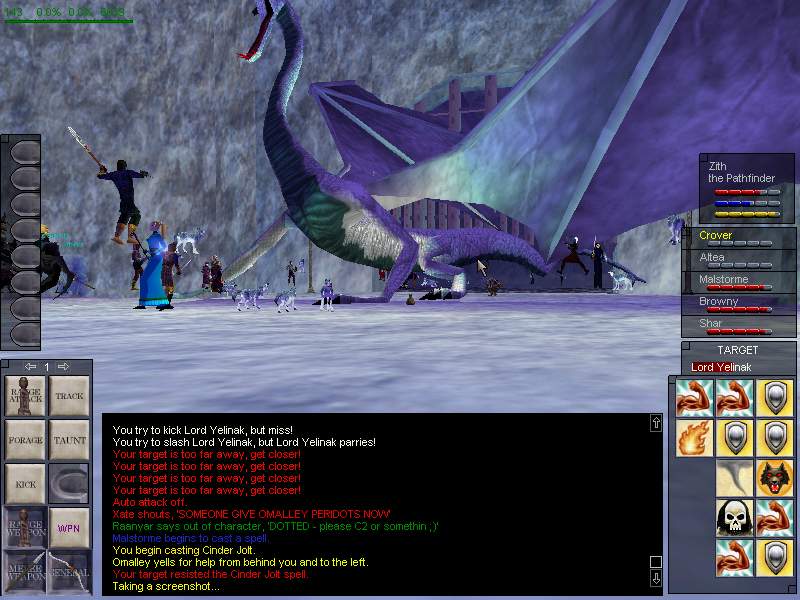 Zith
the Pathfinder
Crover
Altea
Malstorme
Browny
Shar
TARGET
Lord Yelinak
1
RANGE ATTACK
TRACK
FORAGE
TAUNT
KICK
RANGE WEAPON
WPN
MELEE WEAPON
GENERAL
You try to kick Lord Yelinak, but miss!
You try to slash Lord Yelinak, but Lord Yelinak parries!
Your target is too far away, get closer!
Your target is too far away, get closer!
Your target is too far away, get closer!
Your target is too far away, get closer!
Auto attack off.
Xate shouts, 'SOMEONE GIVE OMALLEY PERIDOTS NOW'
Raanyar says out of character, 'DOTTED - please C2 or somethin ;)'
Malstorme begins to cast a spell.
You begin casting Cinder Jolt.
Omalley yells for help from behind you and to the left.
Your target resisted the Cinder Jolt spell.
Taking a screenshot...